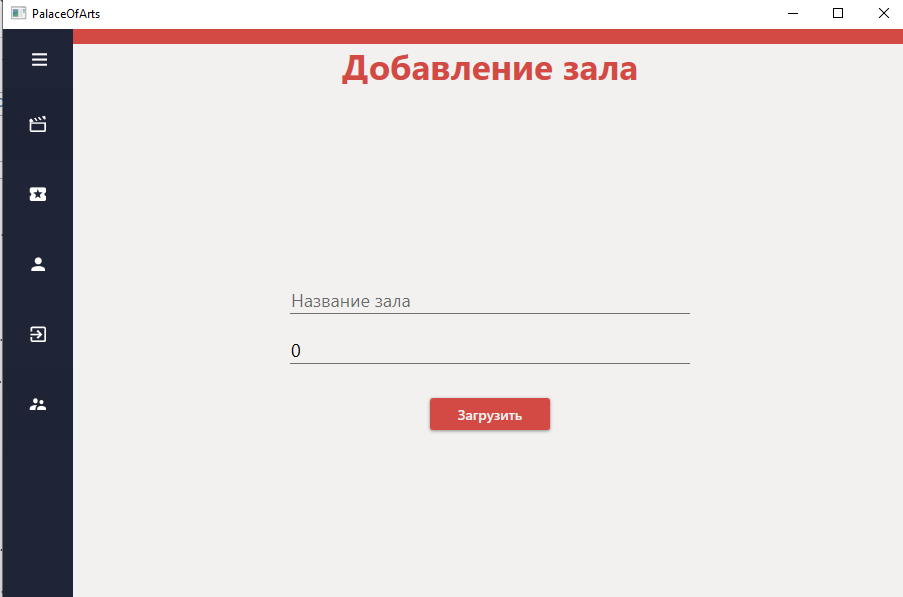 PalaceOfArts
Добавление зала
Название зала
0
Загрузить